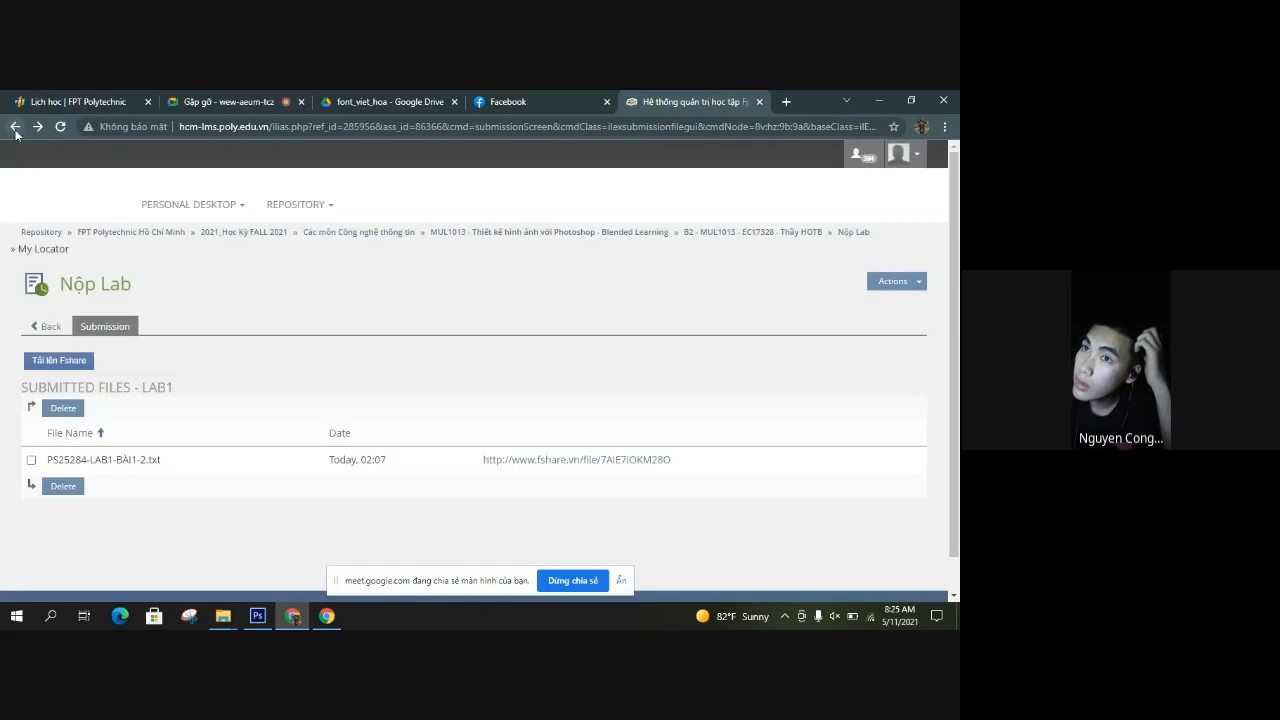 Lịch học | FPT Polytechnic
Gặp gỡ - wew-aeum-tcz
font_viet_hoa - Google Drive
Facebook
Hệ thống quản trị học tập Fp
Không bảo mật
hcm-lms.poly.edu.vn/ilias.php?ref_id=285956&ass_id=86366&cmd=submissionScreen&cmdClass=ilexsubmissionfilegui&cmdNode=8v:hz:9b:9a&baseClass=ilE...
PERSONAL DESKTOP
REPOSITORY
Repository » FPT Polytechnic Hồ Chí Minh » 2021_Học Kỳ FALL 2021 » Các môn Công nghệ thông tin » MUL1013 - Thiết kế hình ảnh với Photoshop - Blended Learning » B2 - MUL1013 - EC17328 - Thầy HOTB » Nộp Lab
» My Locator
Nộp Lab
Actions
Back
Submission
Tải lên Fshare
SUBMITTED FILES - LAB1
Delete
File Name
Date
PS25284-LAB1-BÀI1-2.txt
Today, 02:07
http://www.fshare.vn/file/7AIE7IOKM28O
Delete
meet.google.com đang chia sẻ màn hình của bạn.
Dừng chia sẻ
Ẩn
Ps
82°F Sunny
8:25 AM
5/11/2021
Nguyen Cong...